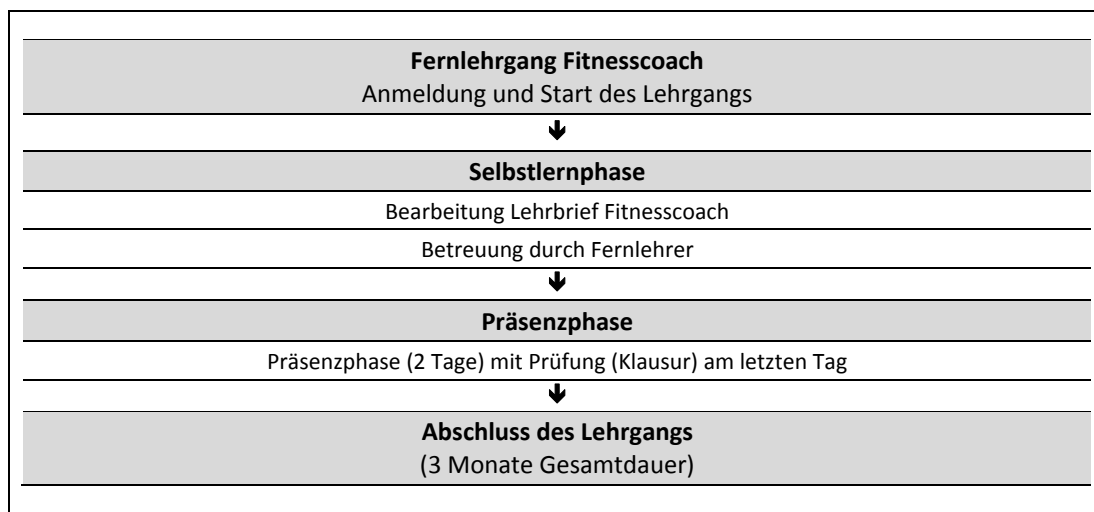 Fernlehrgang Fitnesscoach
Anmeldung und Start des Lehrgangs
Selbstlernphase
Bearbeitung Lehrbrief Fitnesscoach
Betreuung durch Fernlehrer
Präsenzphase
Präsenzphase (2 Tage) mit Prüfung (Klausur) am letzten Tag
Abschluss des Lehrgangs
(3 Monate Gesamtdauer)